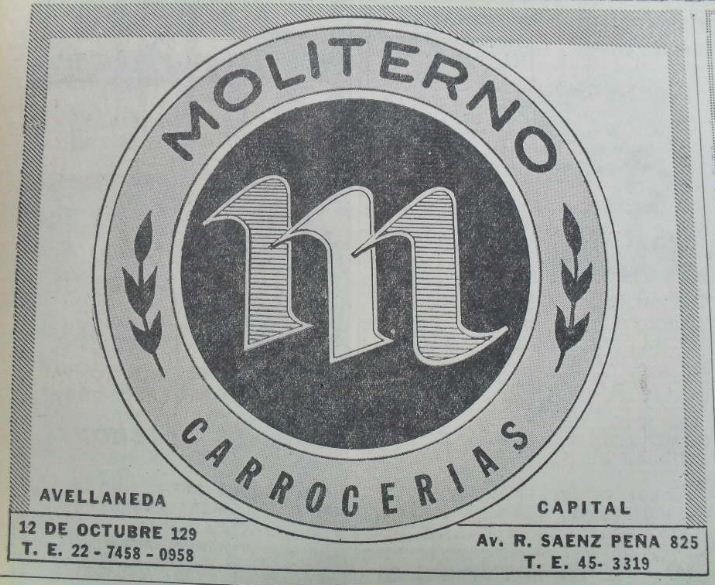 MOLITERNO
m
CARROCERIAS
AVELLANEDA
12 DE OCTUBRE 129
T. E. 22 - 7458 - 0958
CAPITAL
Av. R. SAENZ PEÑA 825
T. E. 45- 3319